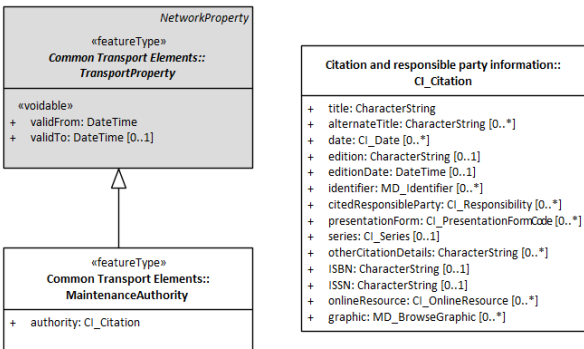 NetworkProperty
«featureType»
Common Transport Elements::
TransportProperty
«voidable»
+ validFrom: DateTime
+ validTo: DateTime [0..1]
«featureType»
Common Transport Elements::
MaintenanceAuthority
+ authority: CI_Citation
Citation and responsible party information::
CI_Citation
+ title: CharacterString
+ alternateTitle: CharacterString [0..*]
+ date: CI_Date [0..*]
+ edition: CharacterString [0..1]
+ editionDate: DateTime [0..1]
+ identifier: MD_Identifier [0..*]
+ citedResponsibleParty: CI_Responsibility [0..*]
+ presentationForm: CI_PresentationFormCode [0..*]
+ series: CI_Series [0..1]
+ otherCitationDetails: CharacterString [0..*]
+ ISBN: CharacterString [0..1]
+ ISSN: CharacterString [0..1]
+ onlineResource: CI_OnlineResource [0..*]
+ graphic: MD_BrowseGraphic [0..*]